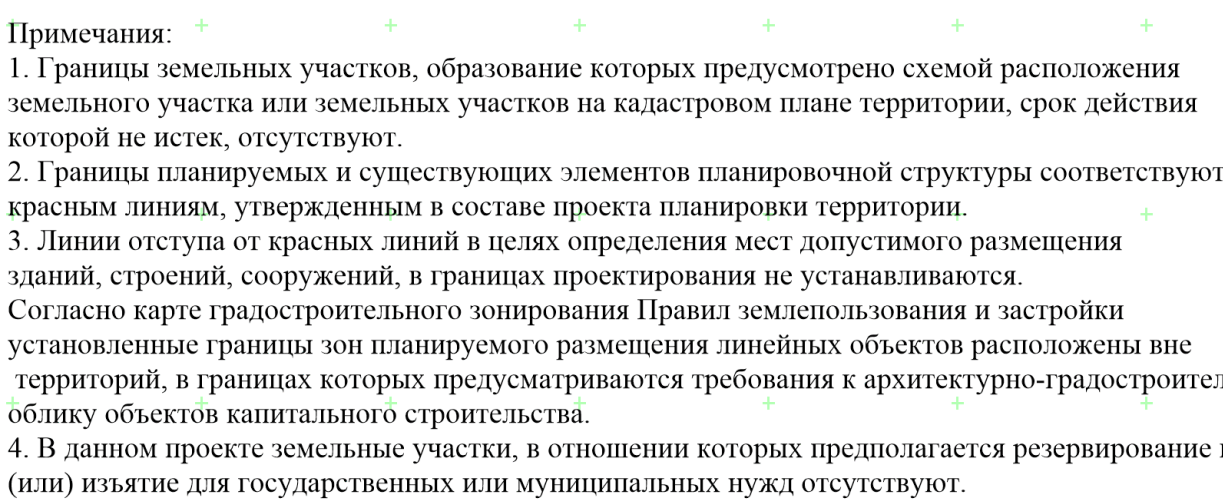 Примечания:
1. Границы земельных участков, образование которых предусмотрено схемой расположения
земельного участка или земельных участков на кадастровом плане территории, срок действия
которой не истек, отсутствуют.
2. Границы планируемых и существующих элементов планировочной структуры соответствуют
красным линиям, утвержденным в составе проекта планировки территории.
3. Линии отступа от красных линий в целях определения мест допустимого размещения
зданий, строений, сооружений, в границах проектирования не устанавливаются.
Согласно карте градостроительного зонирования Правил землепользования и застройки
установленные границы зон планируемого размещения линейных объектов расположены вне
территорий, в границах которых предусматриваются требования к
облику объектов капитального строительства.
4. В данном проекте земельные участки, в отношении которых предполагается резервирование
(или) изъятие для государственных или муниципальных нужд отсутствуют.